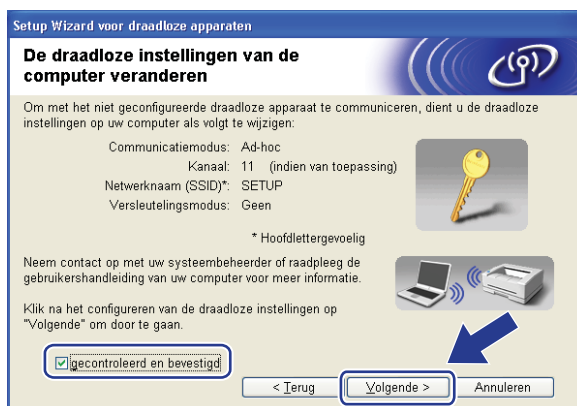 Setup Wizard voor draadloze apparaten
De draadloze instellingen van de
computer veranderen
Om met het niet geconfigureerde draadloze apparaat te communiceren, dient u de draadloze
instellingen op uw computer als volgt te wijzigen:
Communicatiemodus: Ad-hoc
Kanaal: 11 (indien van toepassing)
Netwerknaam (SSID)*: SETUP
Versleutelingsmodus: Geen
* Hoofdlettergevoelig
Neem contact op met uw systeembeheerder of raadpleeg de
gebruikershandleiding van uw computer voor meer informatie.
Klik na het configureren van de draadloze instellingen op
"Volgende" om door te gaan.
gecontroleerd en bevestigd
< Terug Volgende > Annuleren